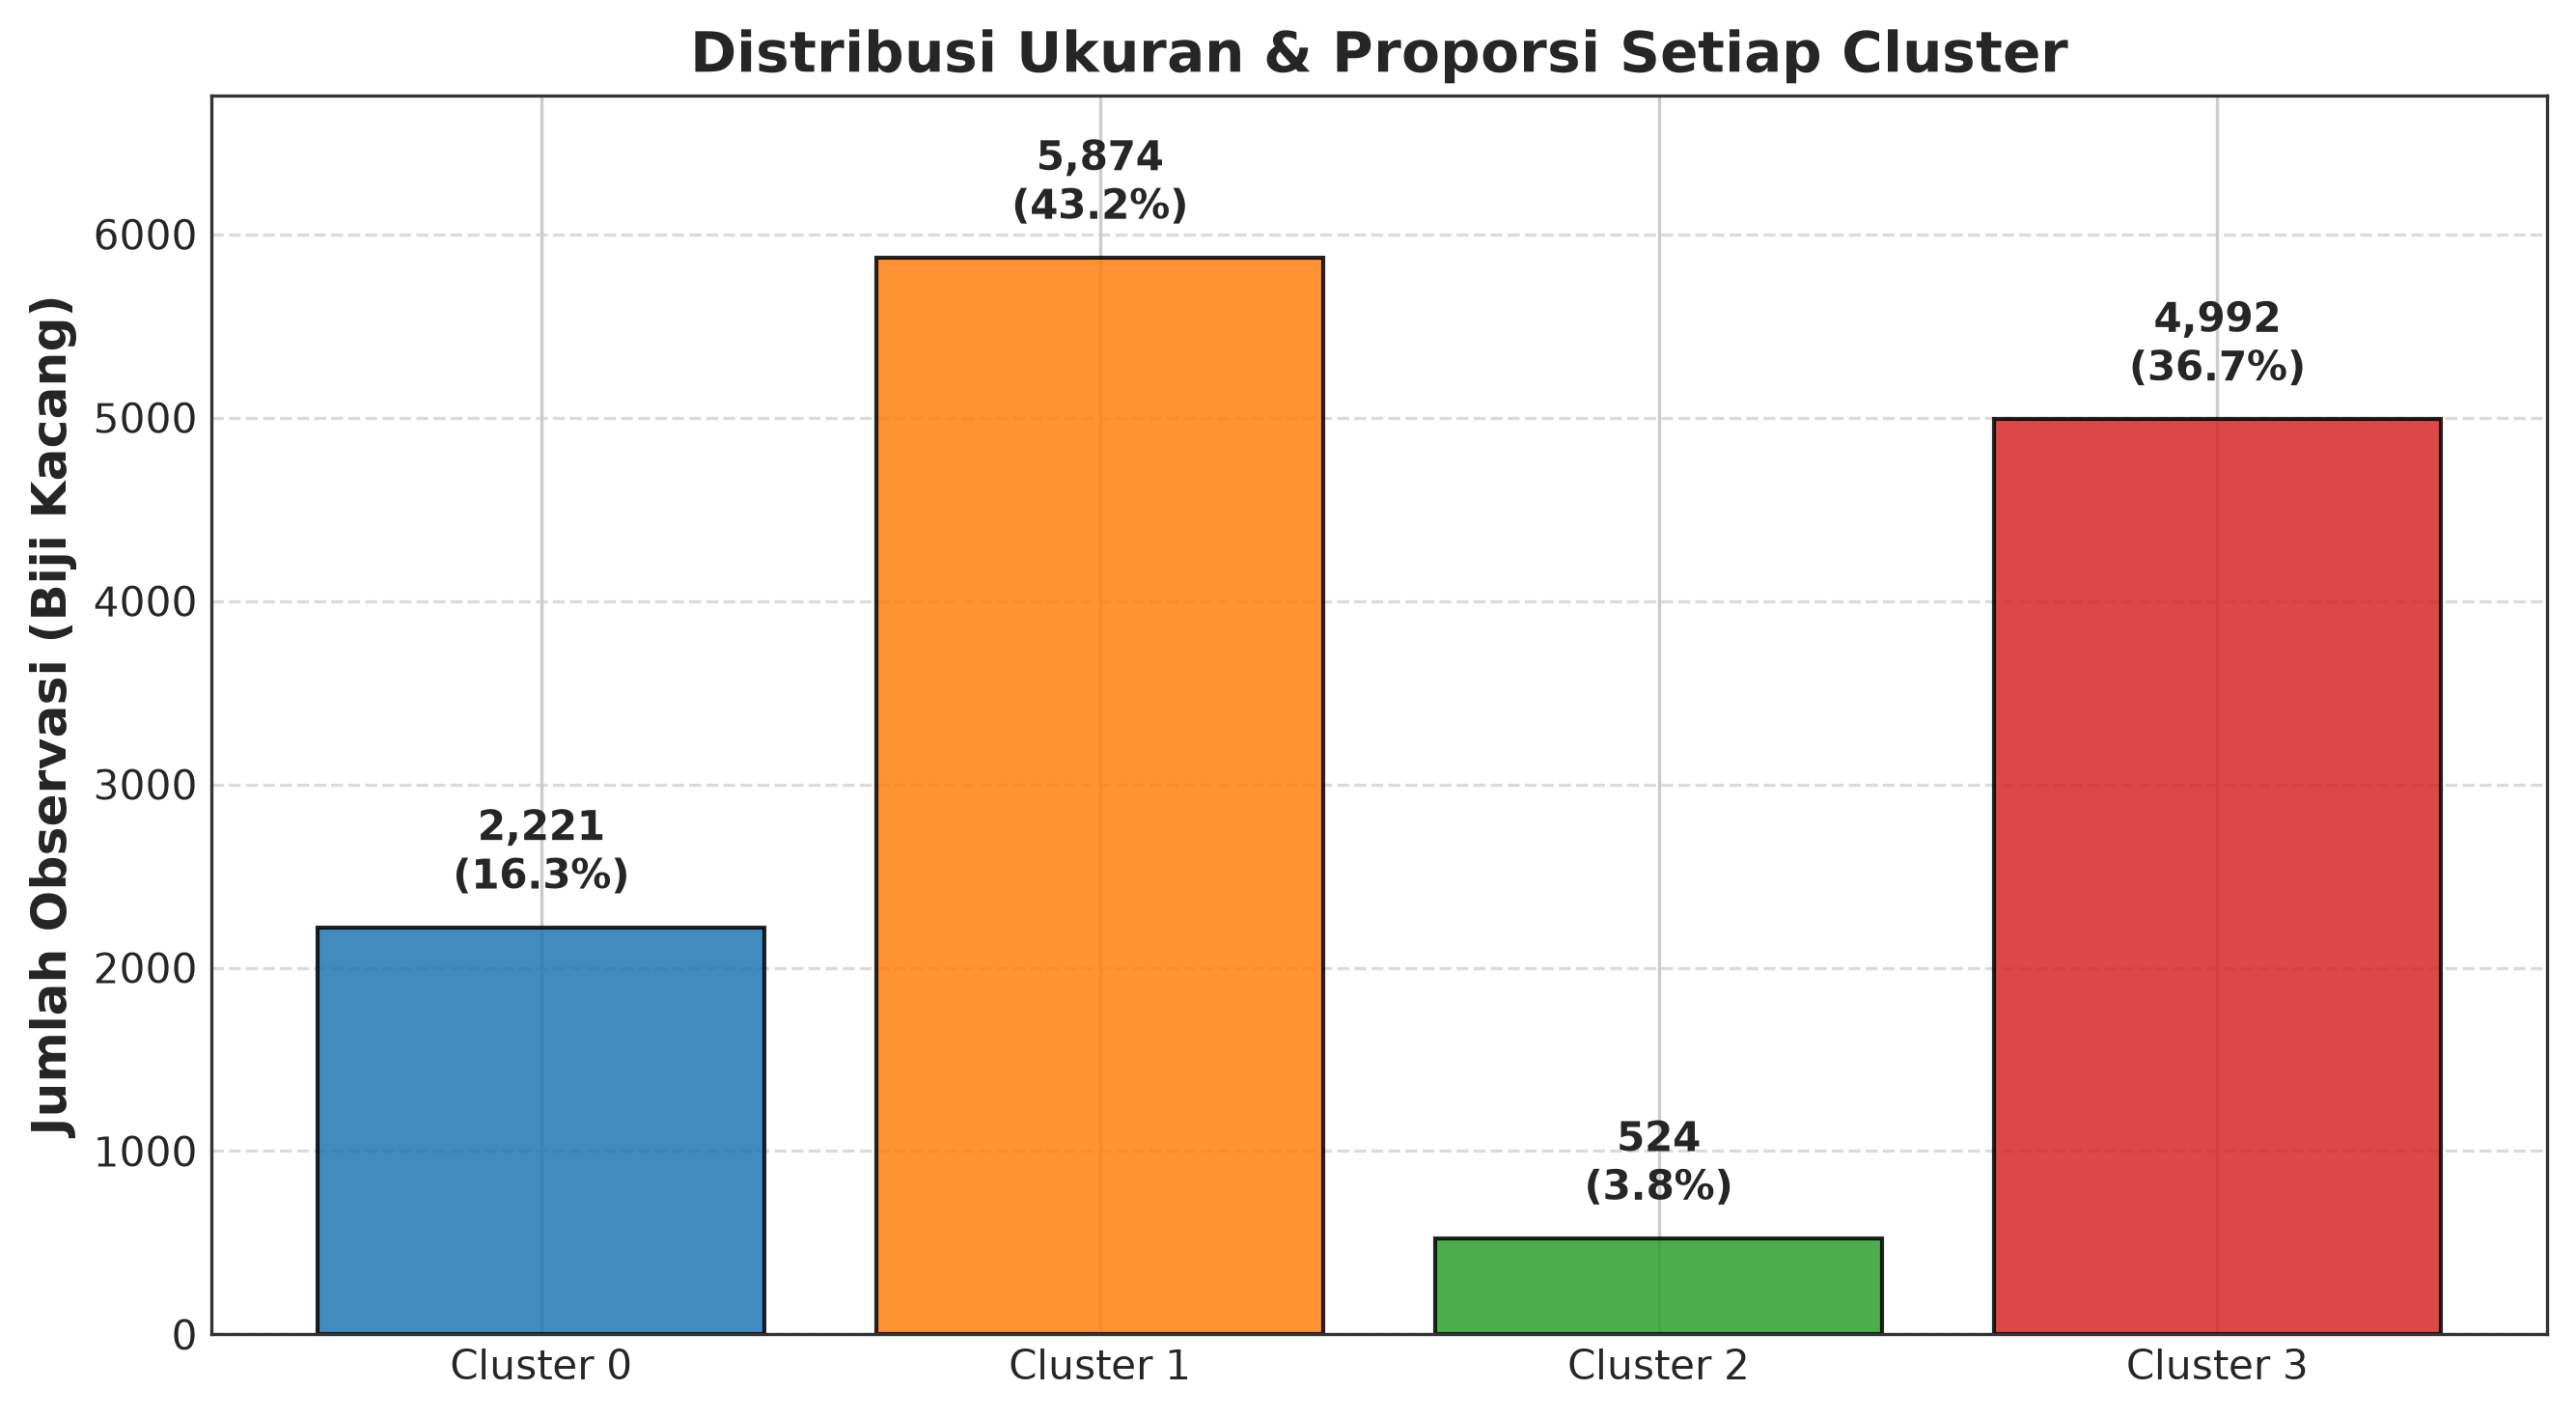 Distribusi Ukuran & Proporsi Setiap Cluster
Jumlah Observasi (Biji Kacang)
6000
5000
4000
3000
2000
1000
0
2,221
(16.3%)
5,874
(43.2%)
524
(3.8%)
4,992
(36.7%)
Cluster 0
Cluster 1
Cluster 2
Cluster 3